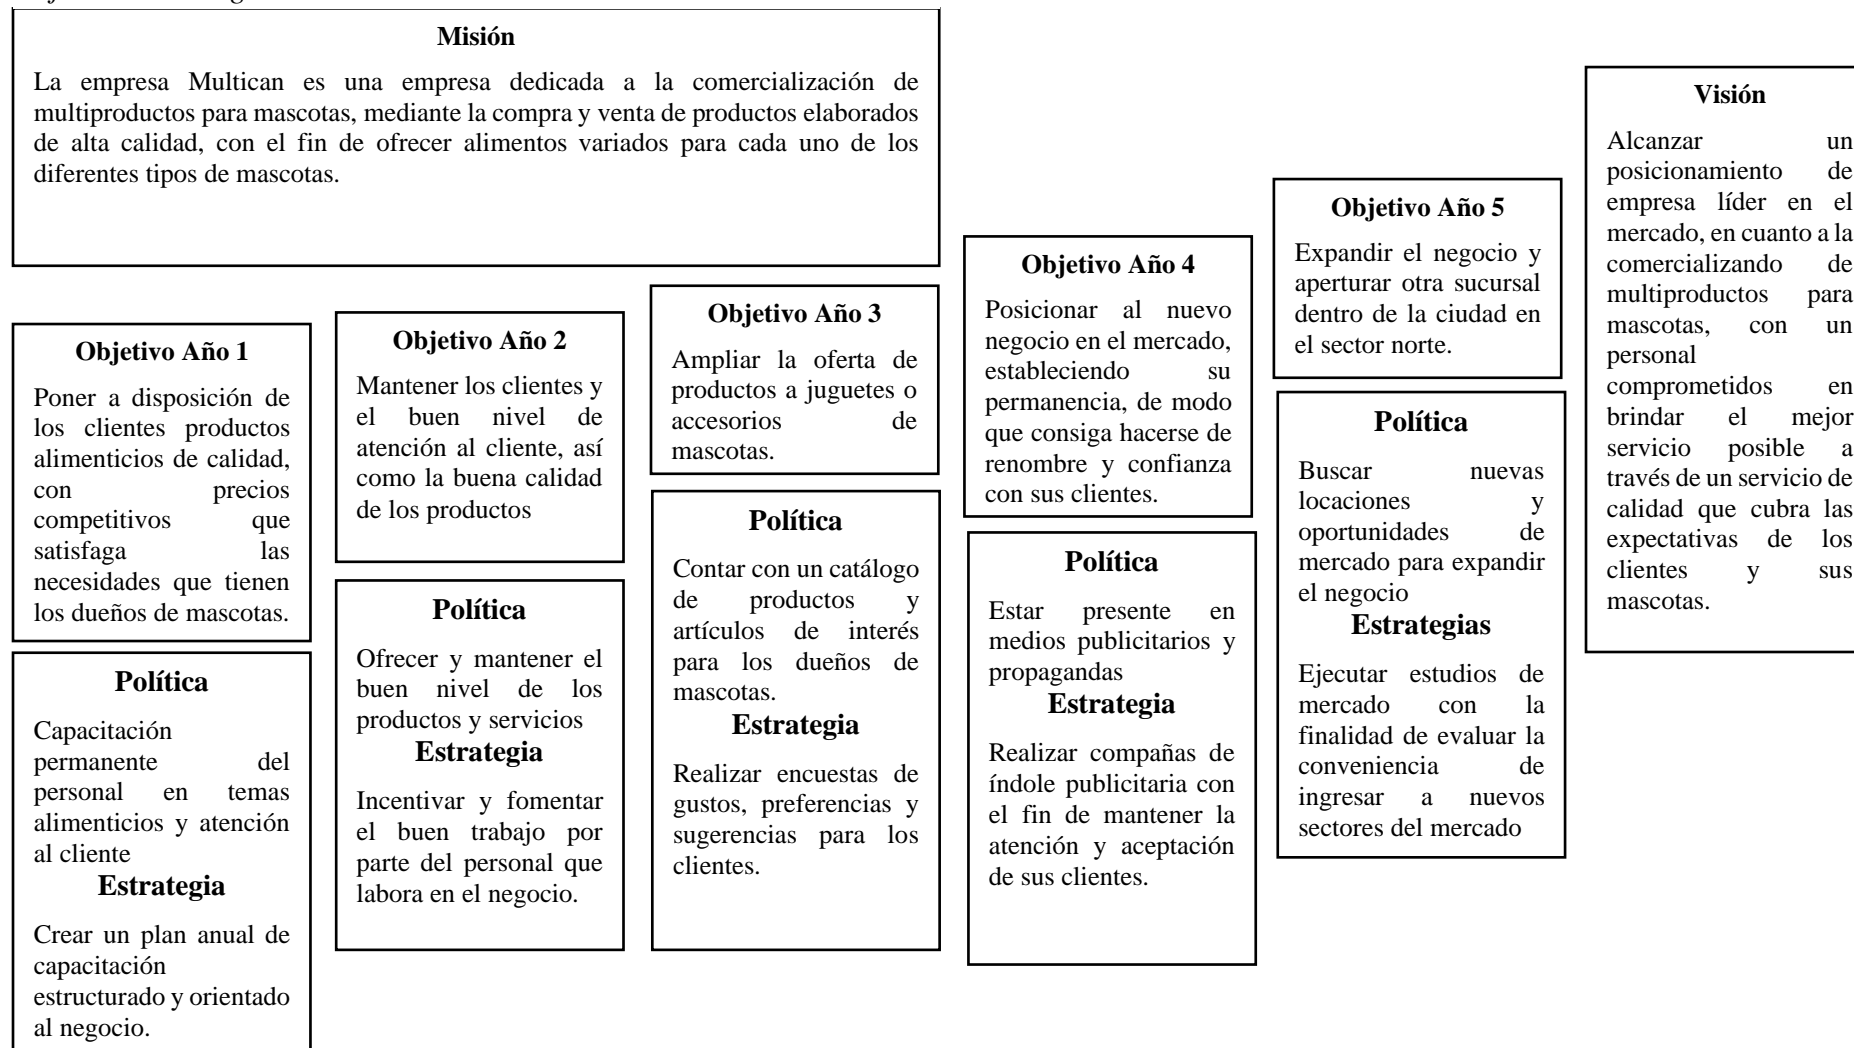 Misión
La empresa Multican es una empresa dedicada a la comercialización de
multiproductos para mascotas, mediante la compra y venta de productos elaborados
de alta calidad, con el fin de ofrecer alimentos variados para cada uno de los
diferentes tipos de mascotas.
Objetivo Año 1
Poner a disposición de
los clientes productos
alimenticios de calidad,
con precios
competitivos que
satisfaga las
necesidades que tienen
los dueños de mascotas.
Política
Capacitación
permanente del
personal en temas
alimenticios y atención
al cliente
Estrategia
Crear un plan anual de
capacitación
estructurado y orientado
al negocio.
Objetivo Año 2
Mantener los clientes y
el buen nivel de
atención al cliente, así
como la buena calidad
de los productos
Política
Ofrecer y mantener el
buen nivel de los
productos y servicios
Estrategia
Incentivar y fomentar
el buen trabajo por
parte del personal que
labora en el negocio.
Objetivo Año 3
Ampliar la oferta de
productos a juguetes o
accesorios de
mascotas.
Política
Contar con un catálogo
de productos y
artículos de interés
para los dueños de
mascotas.
Estrategia
Realizar encuestas de
gustos, preferencias y
sugerencias para los
clientes.
Objetivo Año 4
Posicionar al nuevo
negocio en el mercado,
estableciendo su
permanencia, de modo
que consiga hacerse de
renombre y confianza
con sus clientes.
Política
Estar presente en
medios publicitarios y
propagandas
Estrategia
Realizar compañas de
índole publicitaria con
el fin de mantener la
atención y aceptación
de sus clientes.
Objetivo Año 5
Expandir el negocio y
aperturar otra sucursal
dentro de la ciudad en
el sector norte.
Política
Buscar nuevas
locaciones y
oportunidades de
mercado para expandir
el negocio
Estrategias
Ejecutar estudios de
mercado con la
finalidad de evaluar la
conveniencia de
ingresar a nuevos
sectores del mercado
Visión
Alcanzar un
posicionamiento de
empresa líder en el
mercado, en cuanto a la
comercializando de
multiproductos para
mascotas, con un
personal
comprometidos en
brindar el mejor
servicio posible a
través de un servicio de
calidad que cubra las
expectativas de los
clientes y sus
mascotas.